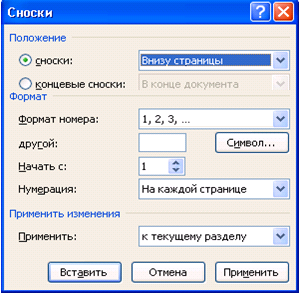 Сноски
Положение
сноски: Внизу страницы
концевые сноски: В конце документа
Формат
Формат номера: 1, 2, 3, ...
другой: Символ...
Начать с: 1
Нумерация: На каждой странице
Применить изменения
Применить: к текущему разделу
Вставить Отмена Применить